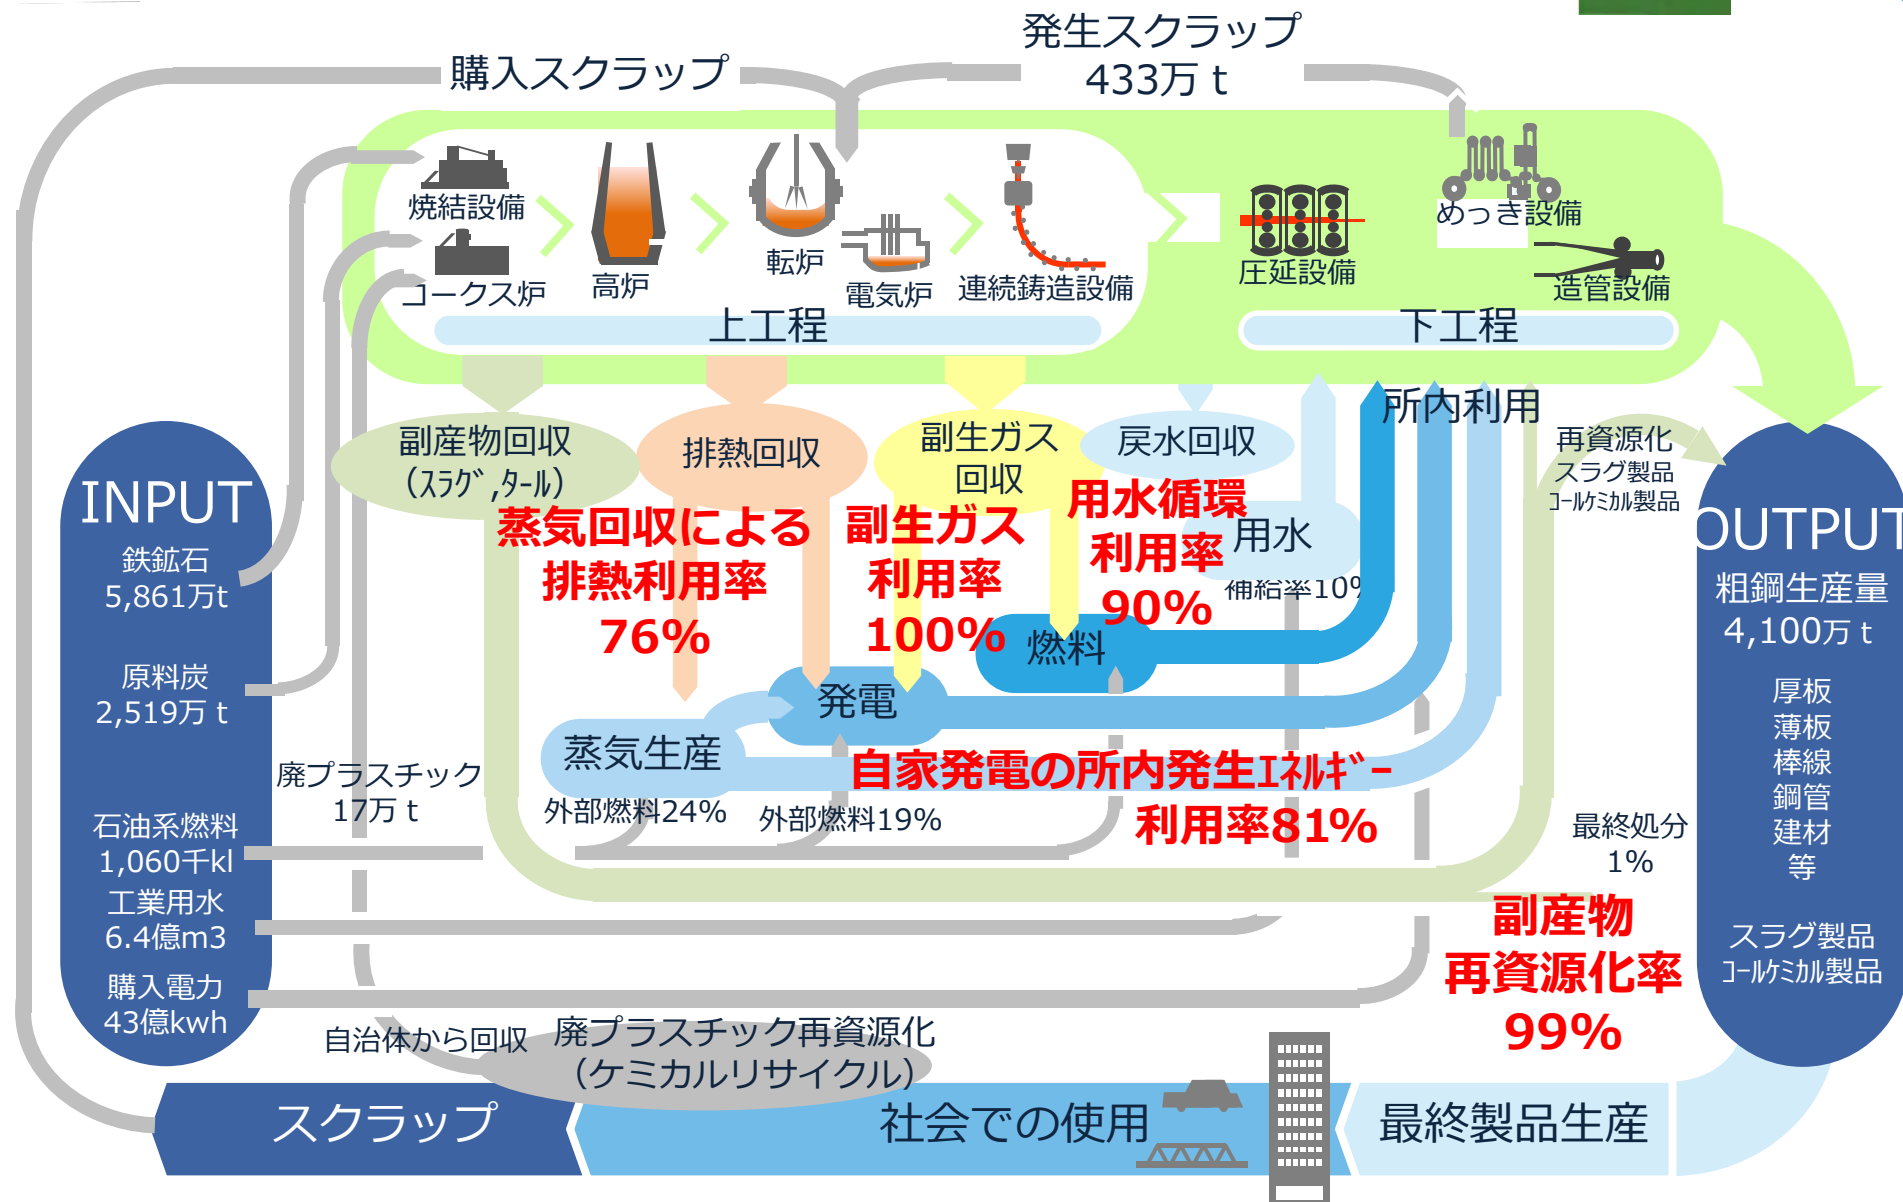 発生スクラップ
433万 t
購入スクラップ
焼結設備
コークス炉
高炉
転炉
電気炉
連続鋳造設備
上工程
圧延設備
めっき設備
造管設備
下工程
所内利用
副産物回収
(ｽﾗｸﾞ,ﾀｰﾙ)
排熱回収
副生ガス
回収
戻水回収
再資源化
スラグ製品
ｺｰﾙｹﾐｶﾙ製品
INPUT
鉄鉱石
5,861万t
原料炭
2,519万 t
石油系燃料
1,060千kl
工業用水
6.4億m3
購入電力
43億kwh
蒸気回収による
排熱利用率
76%
副生ガス
利用率
100%
用水循環
利用率
90%
用水
補給率10%
燃料
発電
蒸気生産
外部燃料24%
外部燃料19%
自家発電の所内発生ｴﾈﾙｷﾞｰ
利用率81%
廃プラスチック
17万 t
最終処分
1%
副産物
再資源化率
99%
OUTPUT
粗鋼生産量
4,100万 t
厚板
薄板
棒線
鋼管
建材
等
スラグ製品
ｺｰﾙｹﾐｶﾙ製品
自治体から回収
廃プラスチック再資源化
(ケミカルリサイクル)
スクラップ
社会での使用
最終製品生産